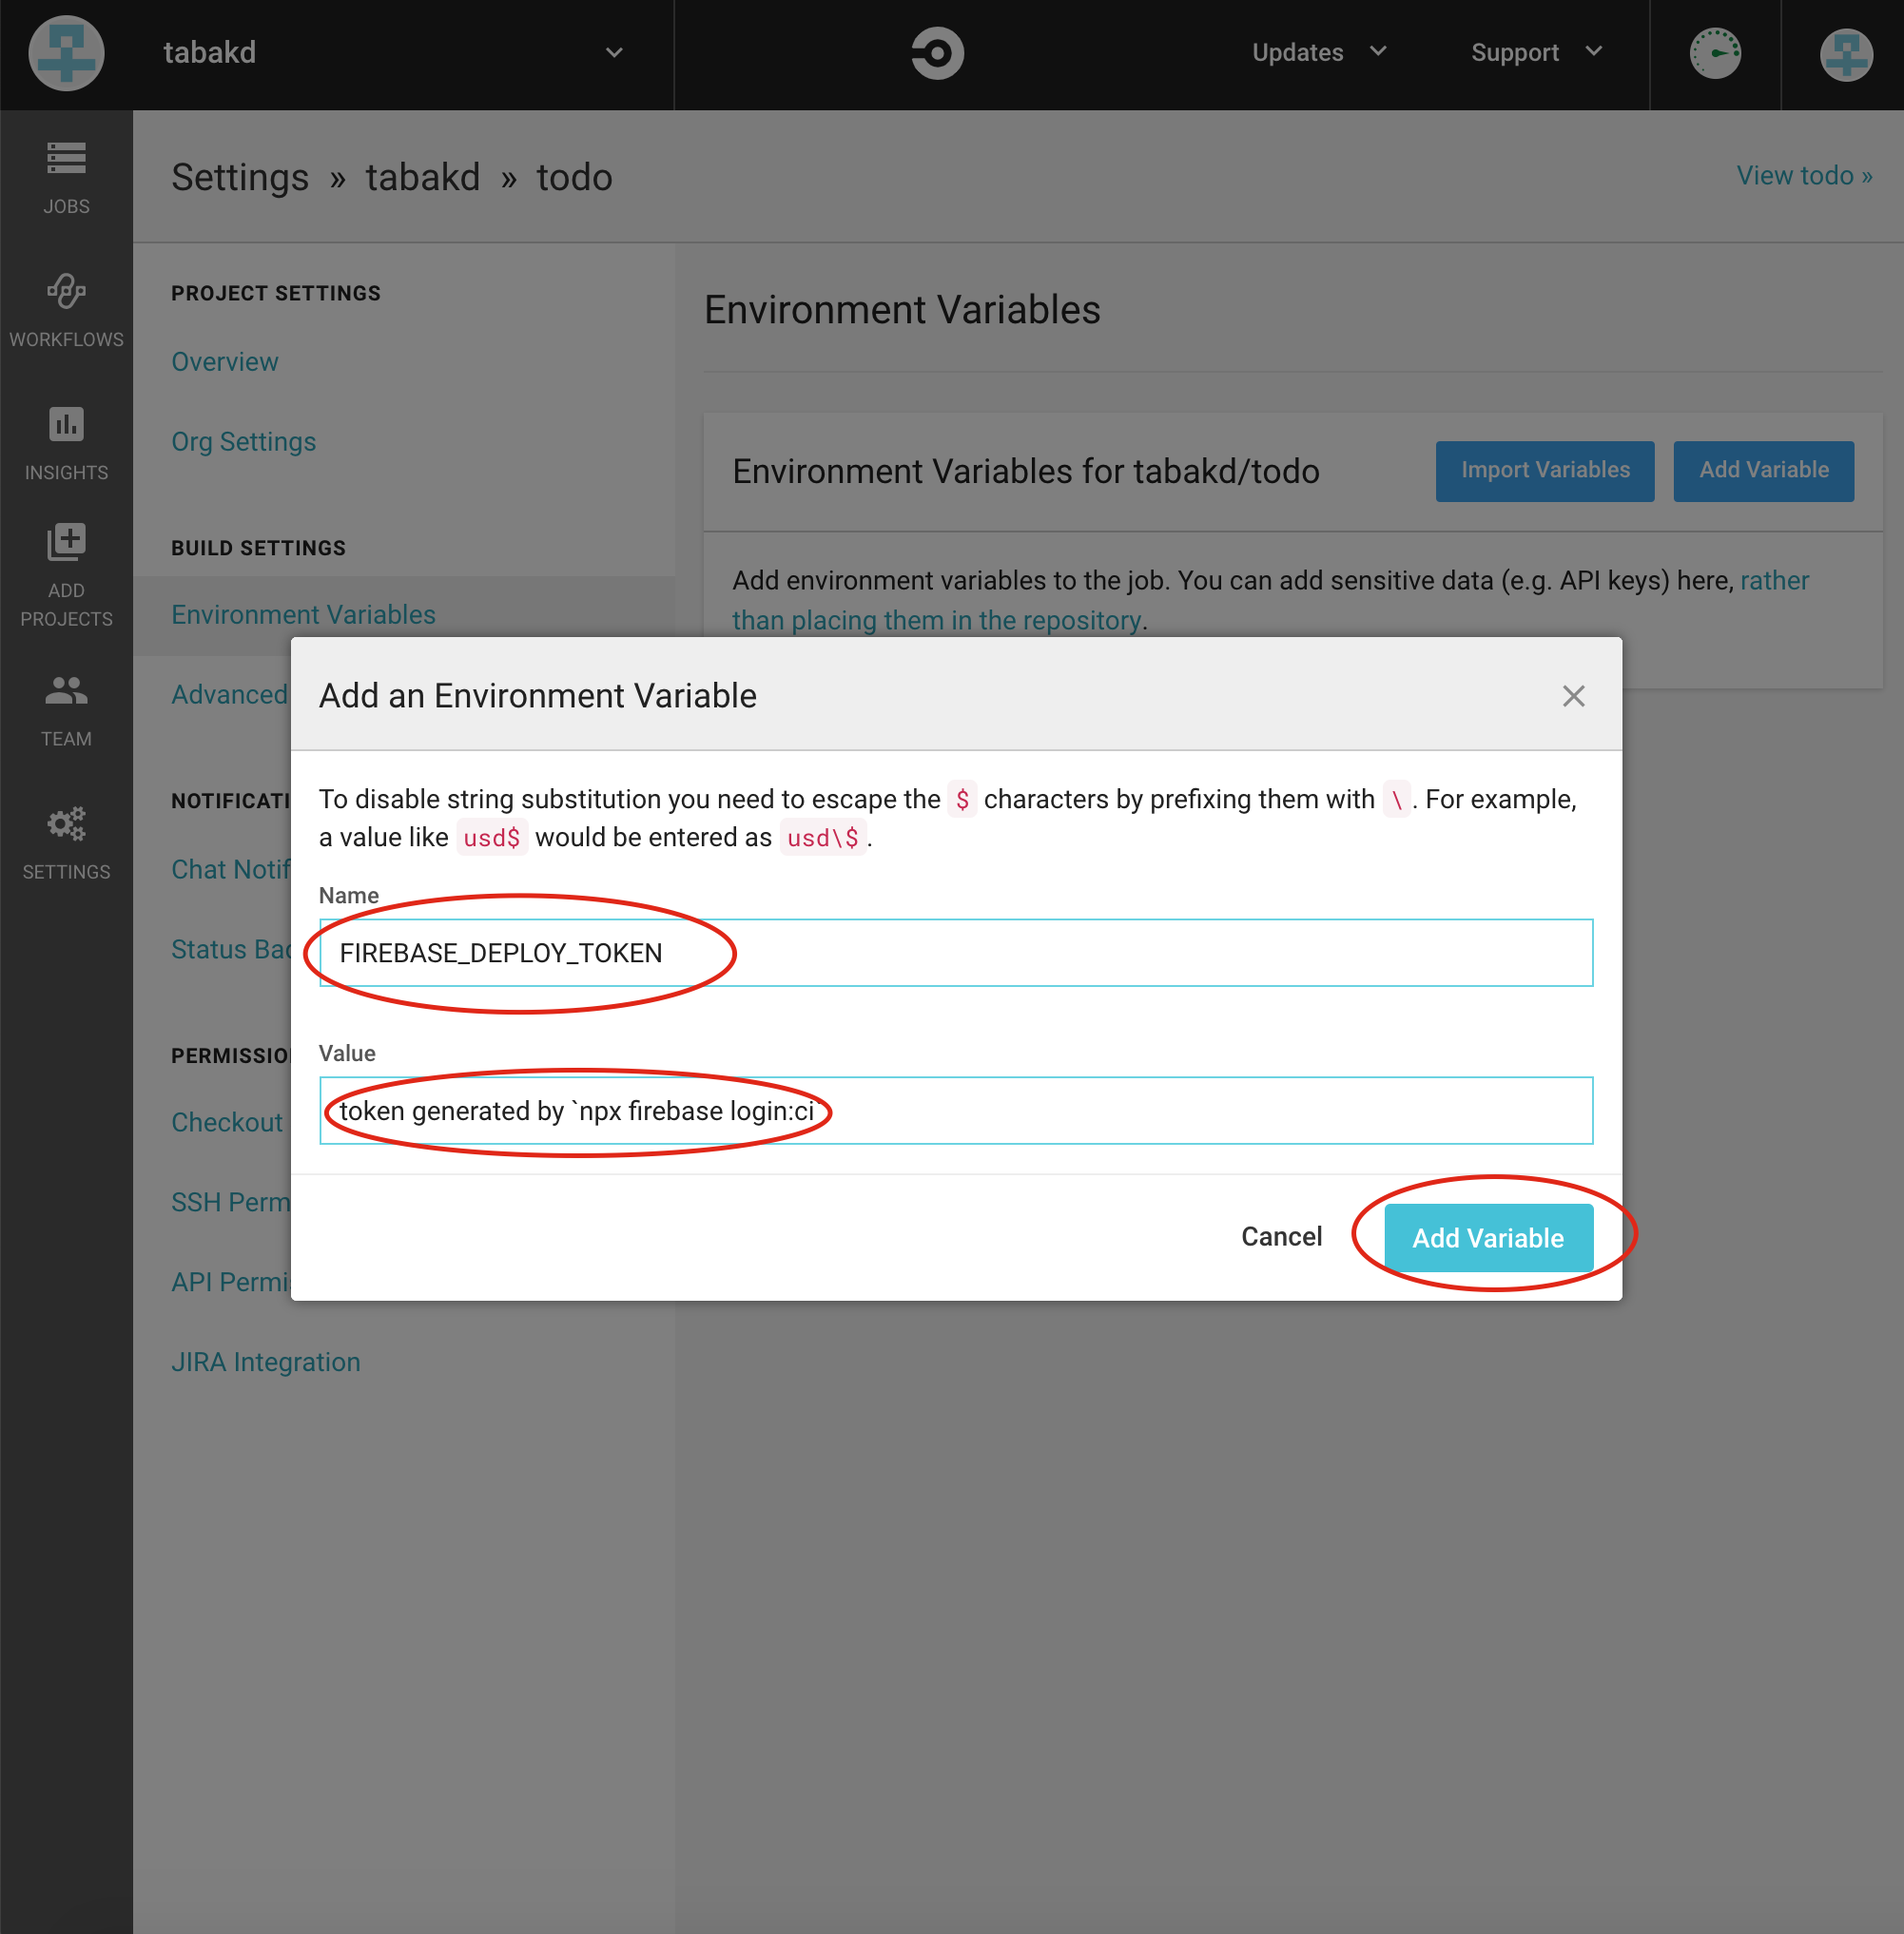 tabakd
Updates
Support
JOBS
WORKFLOWS
INSIGHTS
ADD
PROJECTS
TEAM
SETTINGS
Settings » tabakd » todo
View todo »
PROJECT SETTINGS
Overview
Org Settings
BUILD SETTINGS
Environment Variables
Advanced
NOTIFICATI
Chat Notif
Status Bac
PERMISSIO
Checkout
SSH Perm
API Permi
JIRA Integration
Environment Variables
Environment Variables for tabakd/todo
Import Variables
Add Variable
Add environment variables to the job. You can add sensitive data (e.g. API keys) here, rather
than placing them in the repository.
Add an Environment Variable
To disable string substitution you need to escape the $ characters by prefixing them with \. For example,
a value like usd$ would be entered as usd\$.
Name
FIREBASE_DEPLOY_TOKEN
Value
token generated by `npx firebase login:ci`
Cancel
Add Variable